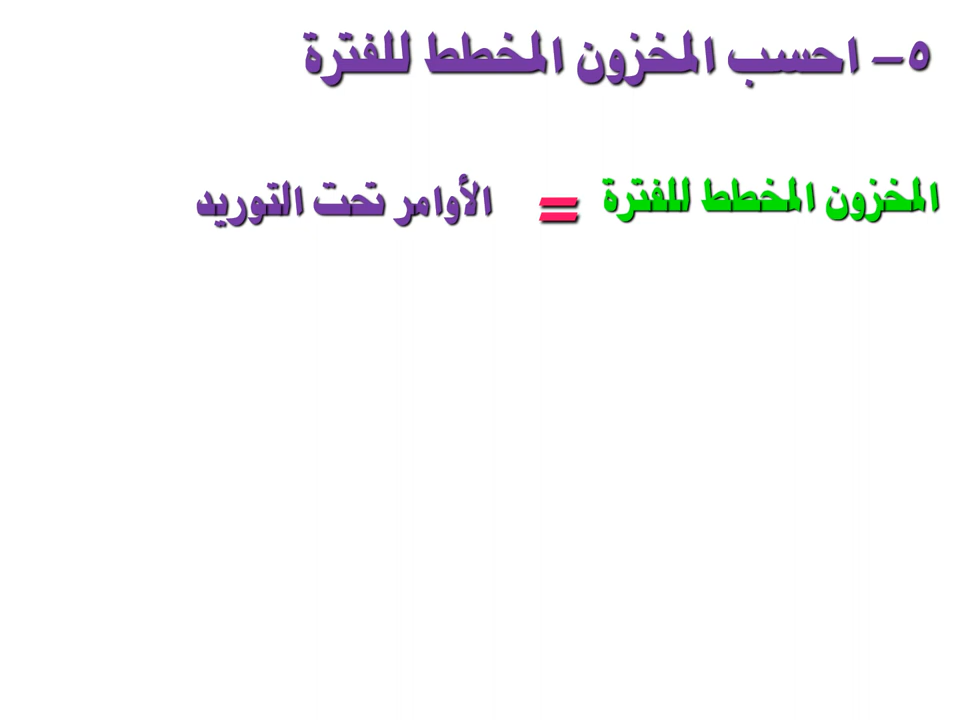 ٥- احسب المخزون المخطط للفترة
المخزون المخطط للفترة = الأوامر تحت التوريد